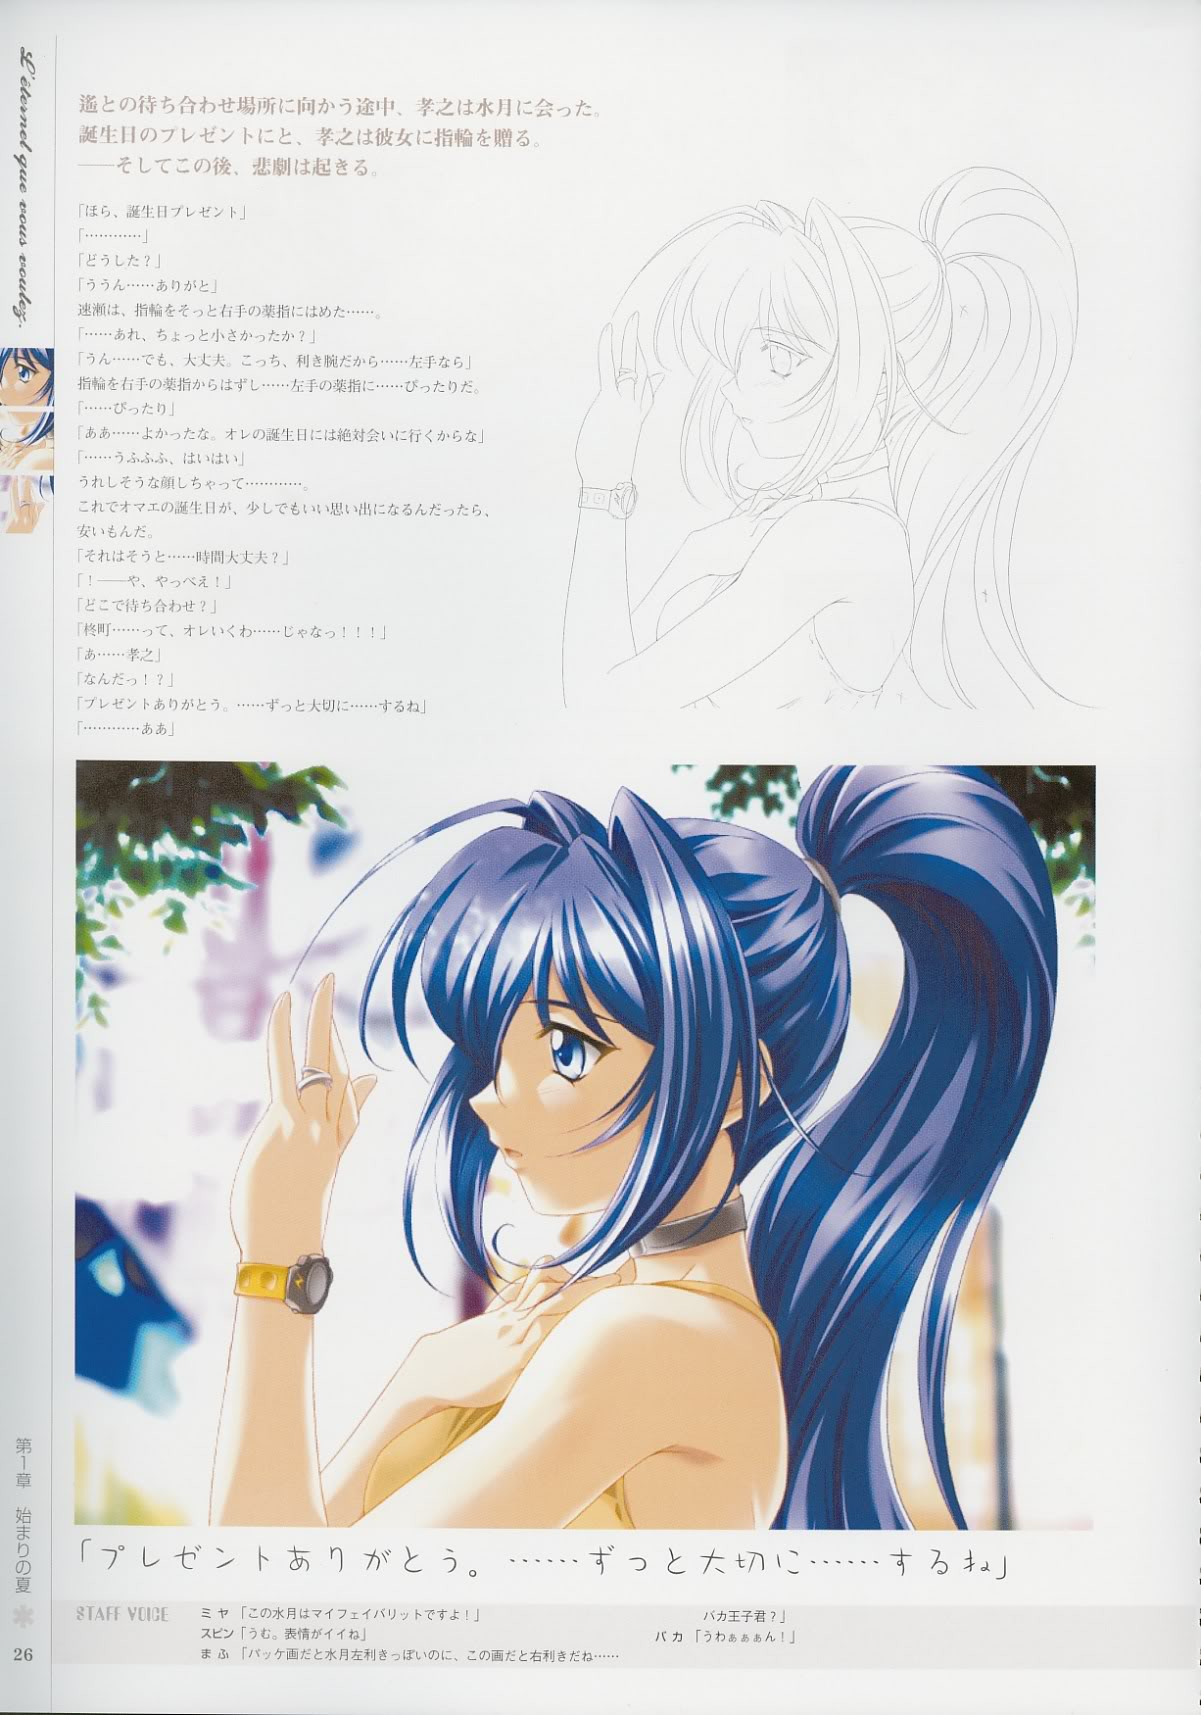 L'éternel que vous voulez.
遙との待ち合わせ場所に向かう途中、孝之は水月に会った。
誕生日のプレゼントにと、孝之は彼女に指輪を贈る。
――そしてこの後、悲劇は起きる。
「ほら、誕生日プレゼント」
「…………」
「どうした？」
「ううん……ありがと」
速瀬は、指輪をそっと右手の薬指にはめた……。
「……あれ、ちょっと小さかったか？」
「うん……でも、大丈夫。こっち、利き腕だから……左手なら」
指輪を右手の薬指からはずし……左手の薬指に……ぴったりだ。
「……ぴったり」
「ああ……よかったな。オレの誕生日には絶対会いに行くからな」
「……うふふふ、はいはい」
うれしそうな顔しちゃって…………。
これでオマエの誕生日が、少しでもいい思い出になるんだったら、
安いもんだ。
「それはそうと……時間大丈夫？」
「！――や、やっべえ！」
「どこで待ち合わせ？」
「柊町……って、オレいくわ……じゃなっ！！！」
「あ……孝之」
「なんだっ！？」
「プレゼントありがとう。……ずっと大切に……するね」
「…………ああ」
「プレゼントありがとう。……ずっと大切に……するね」
第1章 始まりの夏
26
STAFF VOICE
ミヤ「この水月はマイフェイバリットですよ！」
スピン「うむ。表情がイイね」
まふ「パッケ画だと水月左利きっぽいのに、この画だと右利きだね……
バカ王子君？」
バカ「うわぁぁぁん！」